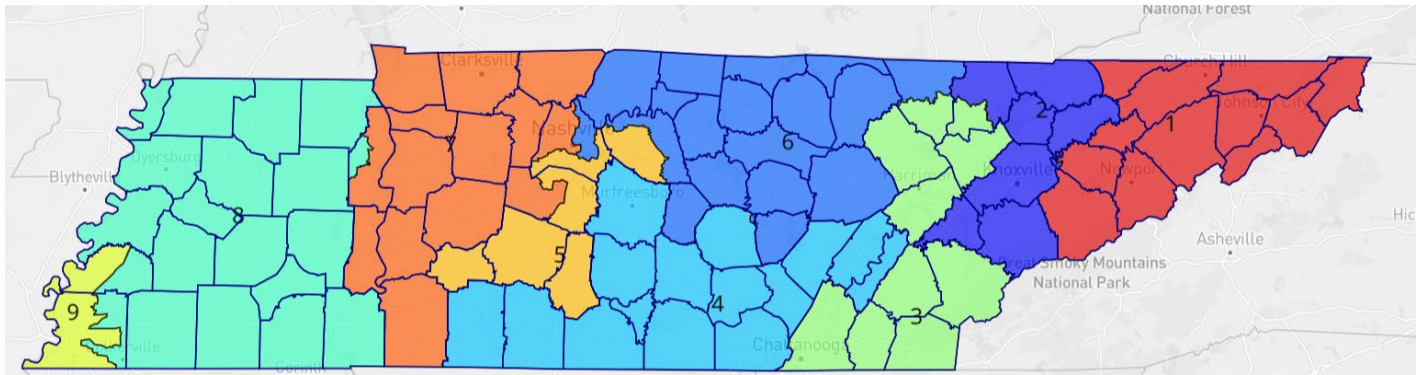 National Forest
Clarksville
Church Hill
Johnson City
Nashville
Dyersburg
Blytheville
Murfreesboro
Harriman
Knoxville
Newport
Asheville
Great Smoky Mountains
National Park
Chattanooga
Corinth
Hic
1
2
3
4
5
6
8
9